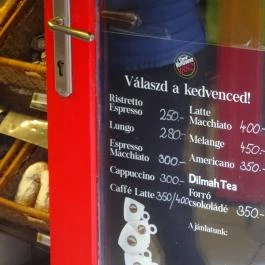 1882
Válaszd a kedvenced!
Ristretto
Espresso 250.-
Lungo 280.-
Espresso
Macchiato 300.-
Cappuccino 300.-
Caffé Latte 350/400
Latte
Macchiato 400.-
Melange 450.-
Americano 350.-
Dilmah Tea
Forró
csokoládé 350.-
Ajánlatunk: